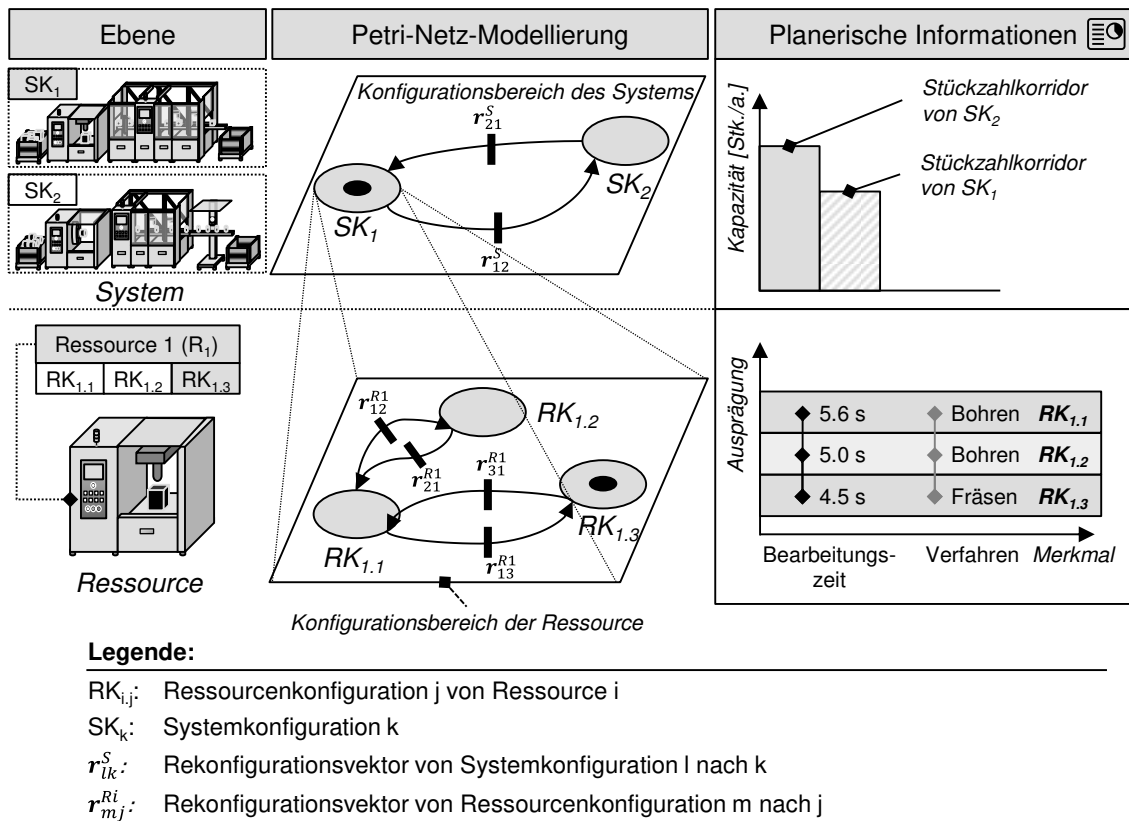 Ebene
Petri-Netz-Modellierung
Planerische Informationen
SK₁
SK₂
System
Konfigurationsbereich des Systems
r₂₁ˢ
SK₂
SK₁
r₁₂ˢ
Kapazität [Stk./a.]
Stückzahlkorridor
von SK₂
Stückzahlkorridor
von SK₁
Ressource 1 (R₁)
RK₁.₁ RK₁.₂ RK₁.₃
Ressource
r₁₂ᴿ¹
RK₁.₂
r₂₁ᴿ¹
r₃₁ᴿ¹
RK₁.₁
RK₁.₃
r₁₃ᴿ¹
Konfigurationsbereich der Ressource
Ausprägung
5.6 s Bohren RK₁.₁
5.0 s Bohren RK₁.₂
4.5 s Fräsen RK₁.₃
Bearbeitungs-
zeit
Verfahren
Merkmal
Legende:
RKᵢ.ⱼ: Ressourcenkonfiguration j von Ressource i
SKₖ: Systemkonfiguration k
rₗₖˢ: Rekonfigurationsvektor von Systemkonfiguration l nach k
rₘⱼᴿⁱ: Rekonfigurationsvektor von Ressourcenkonfiguration m nach j